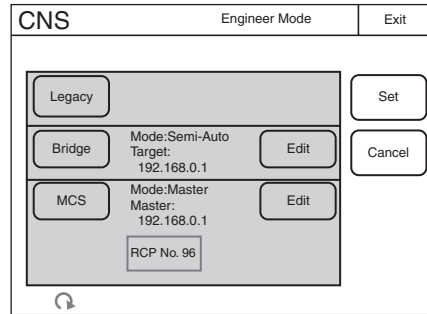 CNS Engineer Mode Exit
Legacy Set
Bridge Mode:Semi-Auto Edit Cancel
Target:
192.168.0.1
MCS Mode:Master Edit
Master:
192.168.0.1
RCP No. 96